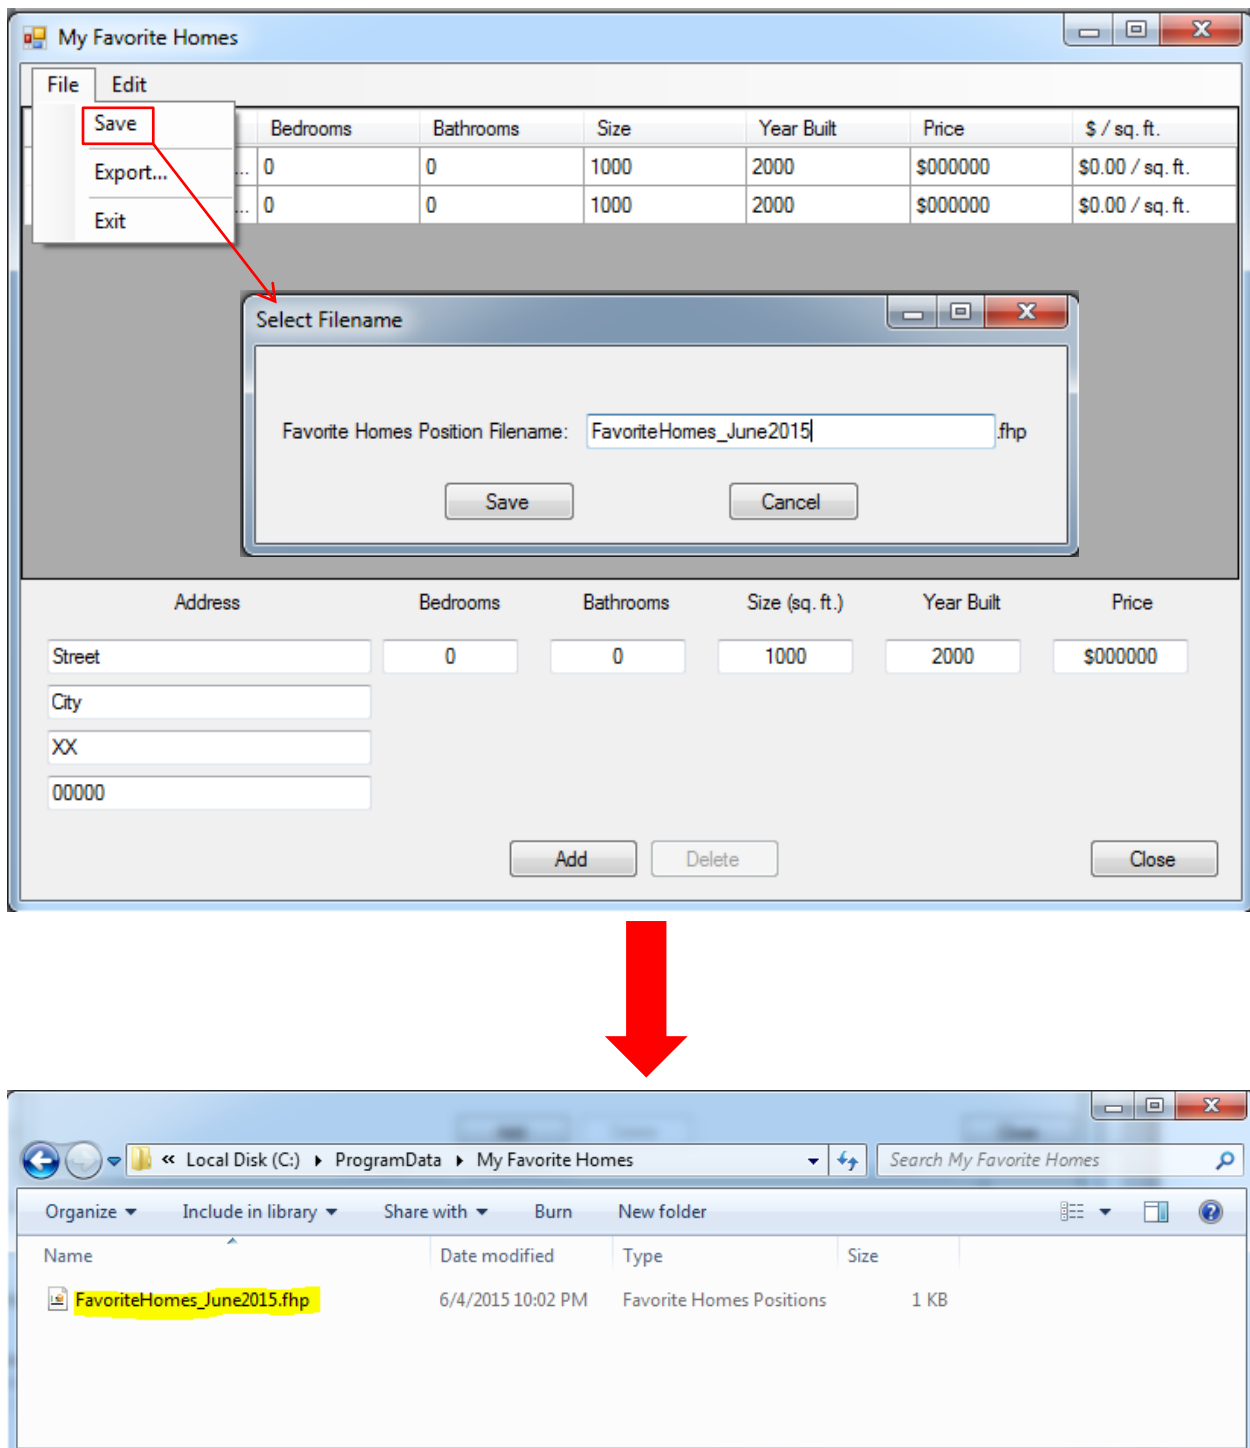 My Favorite Homes
File Edit
Save Bedrooms Bathrooms Size Year Built Price $ / sq. ft.
Export... ... 0 0 1000 2000 $000000 $0.00 / sq. ft.
Exit ... 0 0 1000 2000 $000000 $0.00 / sq. ft.
Select Filename
Favorite Homes Position Filename: FavoriteHomes_June2015 .fhp
Save Cancel
Address Bedrooms Bathrooms Size (sq. ft.) Year Built Price
Street 0 0 1000 2000 $000000
City
XX
00000
Add Delete Close
« Local Disk (C:) ProgramData My Favorite Homes Search My Favorite Homes
Organize Include in library Share with Burn New folder
Name Date modified Type Size
FavoriteHomes_June2015.fhp 6/4/2015 10:02 PM Favorite Homes Positions 1 KB